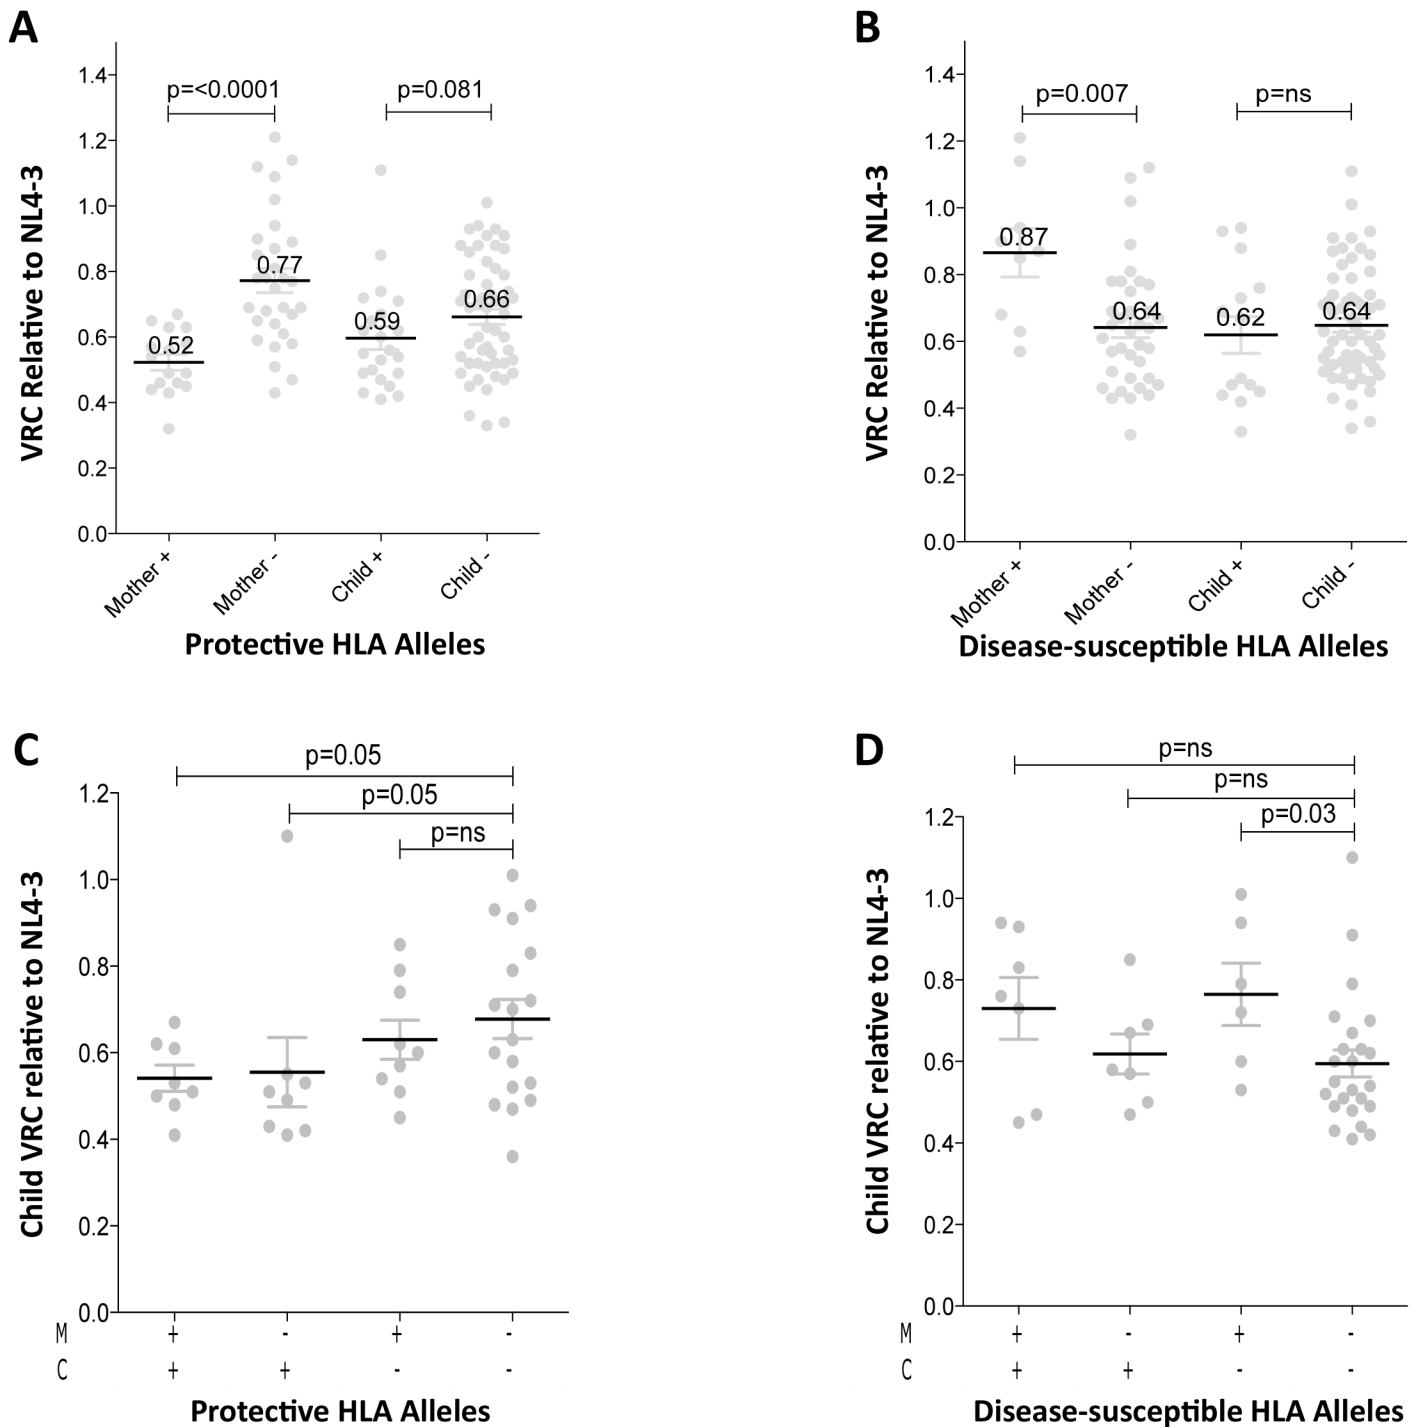 A
VRC Relative to NL4-3
1.4
1.2
1.0
0.8
0.6
0.4
0.2
0.0
p=<0.0001
p=0.081
0.52
0.77
0.59
0.66
Mother +
Mother -
Child +
Child -
Protective HLA Alleles
B
VRC Relative to NL4-3
1.4
1.2
1.0
0.8
0.6
0.4
0.2
0.0
p=0.007
p=ns
0.87
0.64
0.62
0.64
Mother +
Mother -
Child +
Child -
Disease-susceptible HLA Alleles
C
Child VRC relative to NL4-3
1.2
1.0
0.8
0.6
0.4
0.2
0.0
p=0.05
p=0.05
p=ns
M + - + -
C + + - -
Protective HLA Alleles
D
Child VRC relative to NL4-3
1.2
1.0
0.8
0.6
0.4
0.2
0.0
p=ns
p=ns
p=0.03
M + - + -
C + + - -
Disease-susceptible HLA Alleles